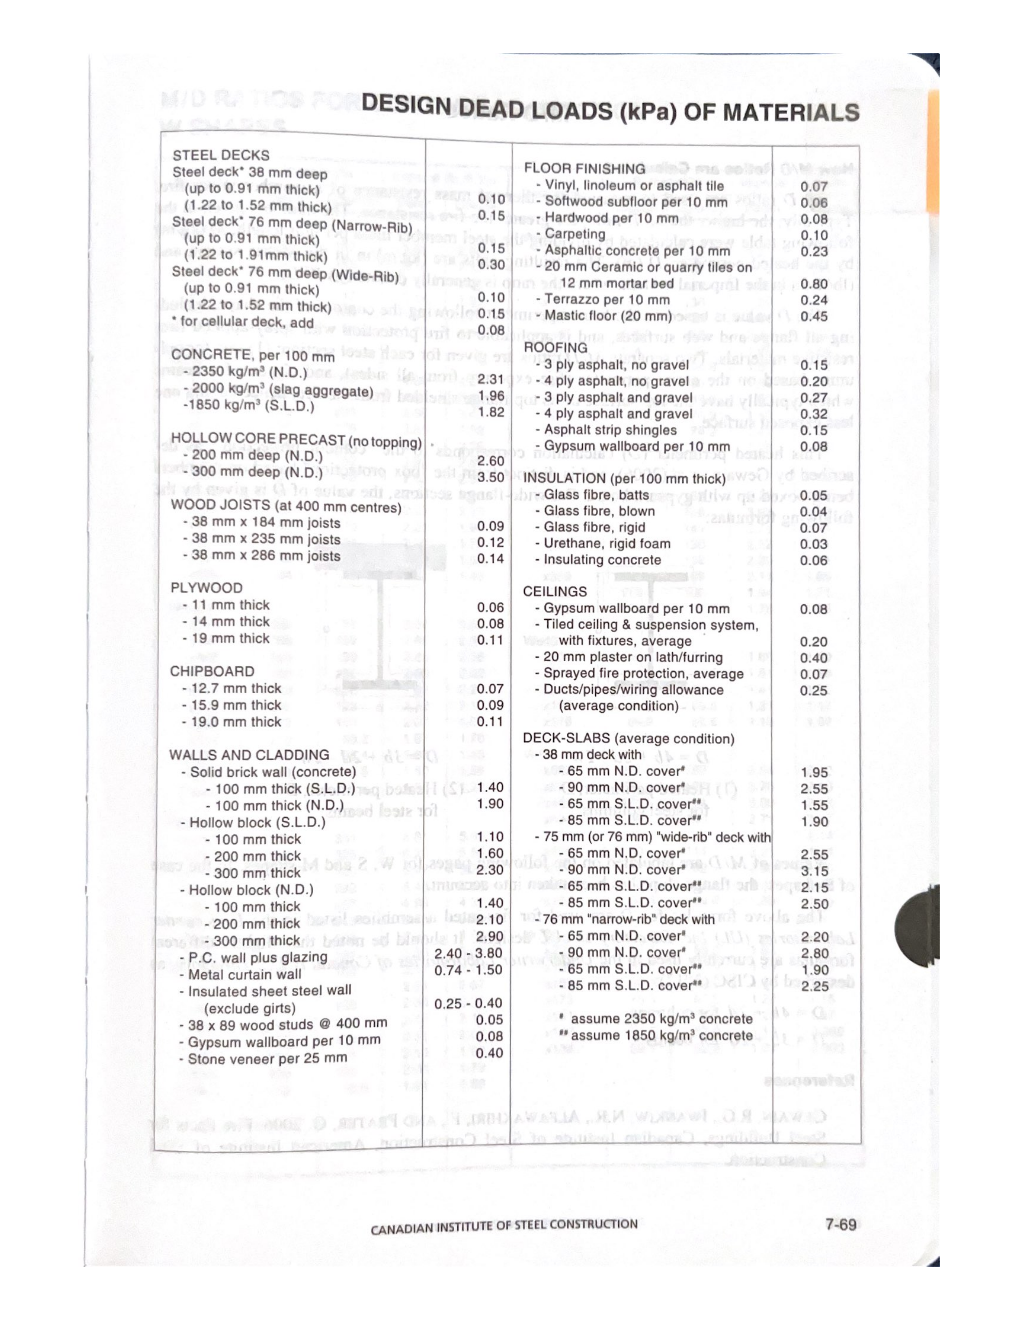 DESIGN DEAD LOADS (kPa) OF MATERIALS
STEEL DECKS
Steel deck* 38 mm deep
(up to 0.91 mm thick) 0.10
(1.22 to 1.52 mm thick) 0.15
Steel deck* 76 mm deep (Narrow-Rib)
(up to 0.91 mm thick) 0.15
(1.22 to 1.91mm thick) 0.30
Steel deck* 76 mm deep (Wide-Rib)
(up to 0.91 mm thick) 0.10
(1.22 to 1.52 mm thick) 0.15
* for cellular deck, add 0.08
CONCRETE, per 100 mm
- 2350 kg/m³ (N.D.) 2.31
- 2000 kg/m³ (slag aggregate) 1.96
-1850 kg/m³ (S.L.D.) 1.82
HOLLOW CORE PRECAST (no topping)
- 200 mm deep (N.D.) 2.60
- 300 mm deep (N.D.) 3.50
WOOD JOISTS (at 400 mm centres)
- 38 mm x 184 mm joists 0.09
- 38 mm x 235 mm joists 0.12
- 38 mm x 286 mm joists 0.14
PLYWOOD
- 11 mm thick 0.06
- 14 mm thick 0.08
- 19 mm thick 0.11
CHIPBOARD
- 12.7 mm thick 0.07
- 15.9 mm thick 0.09
- 19.0 mm thick 0.11
WALLS AND CLADDING
- Solid brick wall (concrete)
- 100 mm thick (S.L.D.) 1.40
- 100 mm thick (N.D.) 1.90
- Hollow block (S.L.D.)
- 100 mm thick 1.10
- 200 mm thick 1.60
- 300 mm thick 2.30
- Hollow block (N.D.)
- 100 mm thick 1.40
- 200 mm thick 2.10
- 300 mm thick 2.90
- P.C. wall plus glazing 2.40 - 3.80
- Metal curtain wall 0.74 - 1.50
- Insulated sheet steel wall
(exclude girts) 0.25 - 0.40
- 38 x 89 wood studs @ 400 mm 0.05
- Gypsum wallboard per 10 mm 0.08
- Stone veneer per 25 mm 0.40
FLOOR FINISHING
- Vinyl, linoleum or asphalt tile 0.07
- Softwood subfloor per 10 mm 0.06
- Hardwood per 10 mm 0.08
- Carpeting 0.10
- Asphaltic concrete per 10 mm 0.23
- 20 mm Ceramic or quarry tiles on
12 mm mortar bed 0.80
- Terrazzo per 10 mm 0.24
- Mastic floor (20 mm) 0.45
ROOFING
- 3 ply asphalt, no gravel 0.15
- 4 ply asphalt, no gravel 0.20
- 3 ply asphalt and gravel 0.27
- 4 ply asphalt and gravel 0.32
- Asphalt strip shingles 0.15
- Gypsum wallboard per 10 mm 0.08
INSULATION (per 100 mm thick)
- Glass fibre, batts 0.05
- Glass fibre, blown 0.04
- Glass fibre, rigid 0.07
- Urethane, rigid foam 0.03
- Insulating concrete 0.06
CEILINGS
- Gypsum wallboard per 10 mm 0.08
- Tiled ceiling & suspension system,
with fixtures, average 0.20
- 20 mm plaster on lath/furring 0.40
- Sprayed fire protection, average 0.07
- Ducts/pipes/wiring allowance 0.25
(average condition)
DECK-SLABS (average condition)
- 38 mm deck with
- 65 mm N.D. cover# 1.95
- 90 mm N.D. cover# 2.55
- 65 mm S.L.D. cover## 1.55
- 85 mm S.L.D. cover## 1.90
- 75 mm (or 76 mm) "wide-rib" deck with
- 65 mm N.D. cover# 2.55
- 90 mm N.D. cover# 3.15
- 65 mm S.L.D. cover## 2.15
- 85 mm S.L.D. cover## 2.50
- 76 mm "narrow-rib" deck with
- 65 mm N.D. cover# 2.20
- 90 mm N.D. cover# 2.80
- 65 mm S.L.D. cover## 1.90
- 85 mm S.L.D. cover## 2.25
# assume 2350 kg/m³ concrete
## assume 1850 kg/m³ concrete
CANADIAN INSTITUTE OF STEEL CONSTRUCTION 7-69